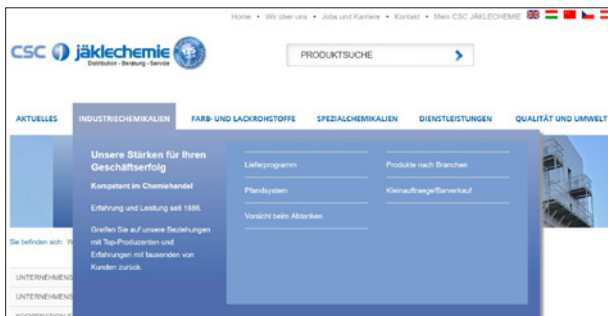 Home • Wir über uns • Jobs und Karriere • Kontakt • Mein CSC JÄKLECHEMIE
CSC jäklechemie
Distribution - Beratung - Service
PRODUKTSUCHE
AKTUELLES INDUSTRIECHEMIKALIEN FARB- UND LACKROHSTOFFE SPEZIALCHEMIKALIEN DIENSTLEISTUNGEN QUALITÄT UND UMWELT
Unsere Stärken für Ihren
Geschäftserfolg
Kompetent im Chemiehandel
Erfahrung und Leistung seit 1886.
Greifen Sie auf unsere Beziehungen
mit Top-Produzenten und
Erfahrungen mit tausenden von
Kunden zurück.
Lieferprogramm Produkte nach Branchen
Pfandsystem Kleinauftraege/Barverkauf
Vorsicht beim Abtanken
Sie befinden sich: W
UNTERNEHMENS
UNTERNEHMENS